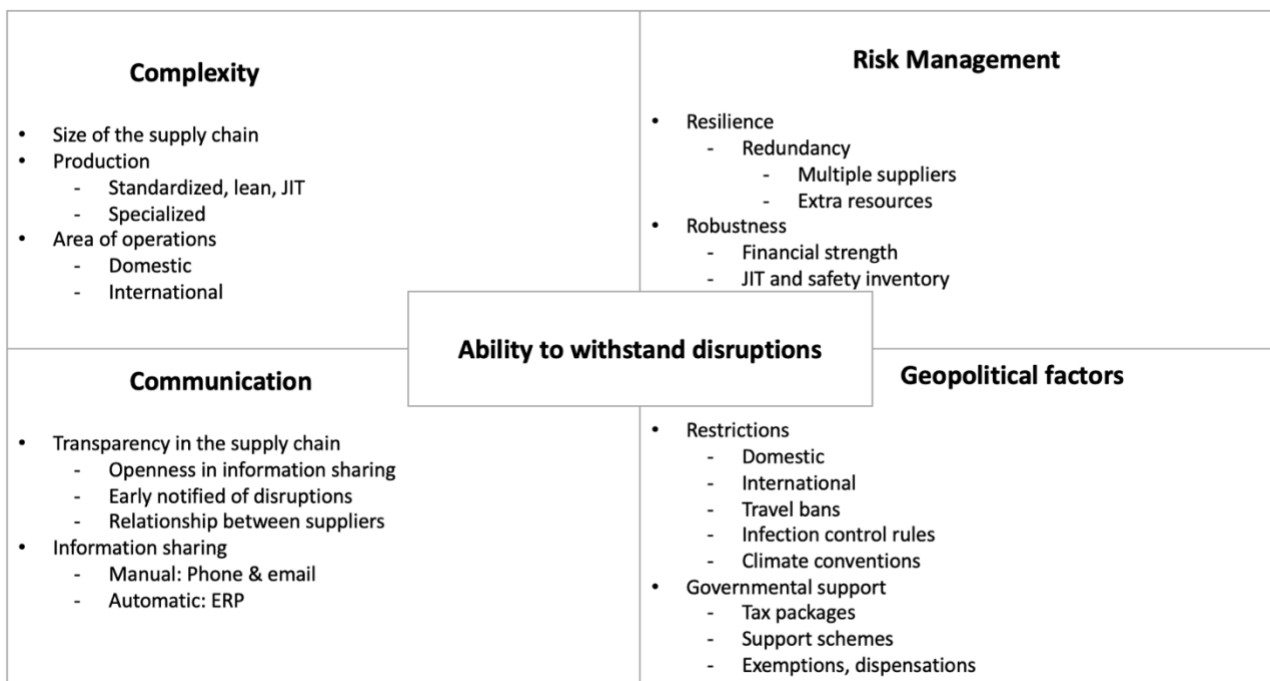 Complexity
• Size of the supply chain
• Production
- Standardized, lean, JIT
- Specialized
• Area of operations
- Domestic
- International
Risk Management
• Resilience
- Redundancy
- Multiple suppliers
- Extra resources
• Robustness
- Financial strength
- JIT and safety inventory
Ability to withstand disruptions
Communication
• Transparency in the supply chain
- Openness in information sharing
- Early notified of disruptions
- Relationship between suppliers
• Information sharing
- Manual: Phone & email
- Automatic: ERP
Geopolitical factors
• Restrictions
- Domestic
- International
- Travel bans
- Infection control rules
- Climate conventions
• Governmental support
- Tax packages
- Support schemes
- Exemptions, dispensations